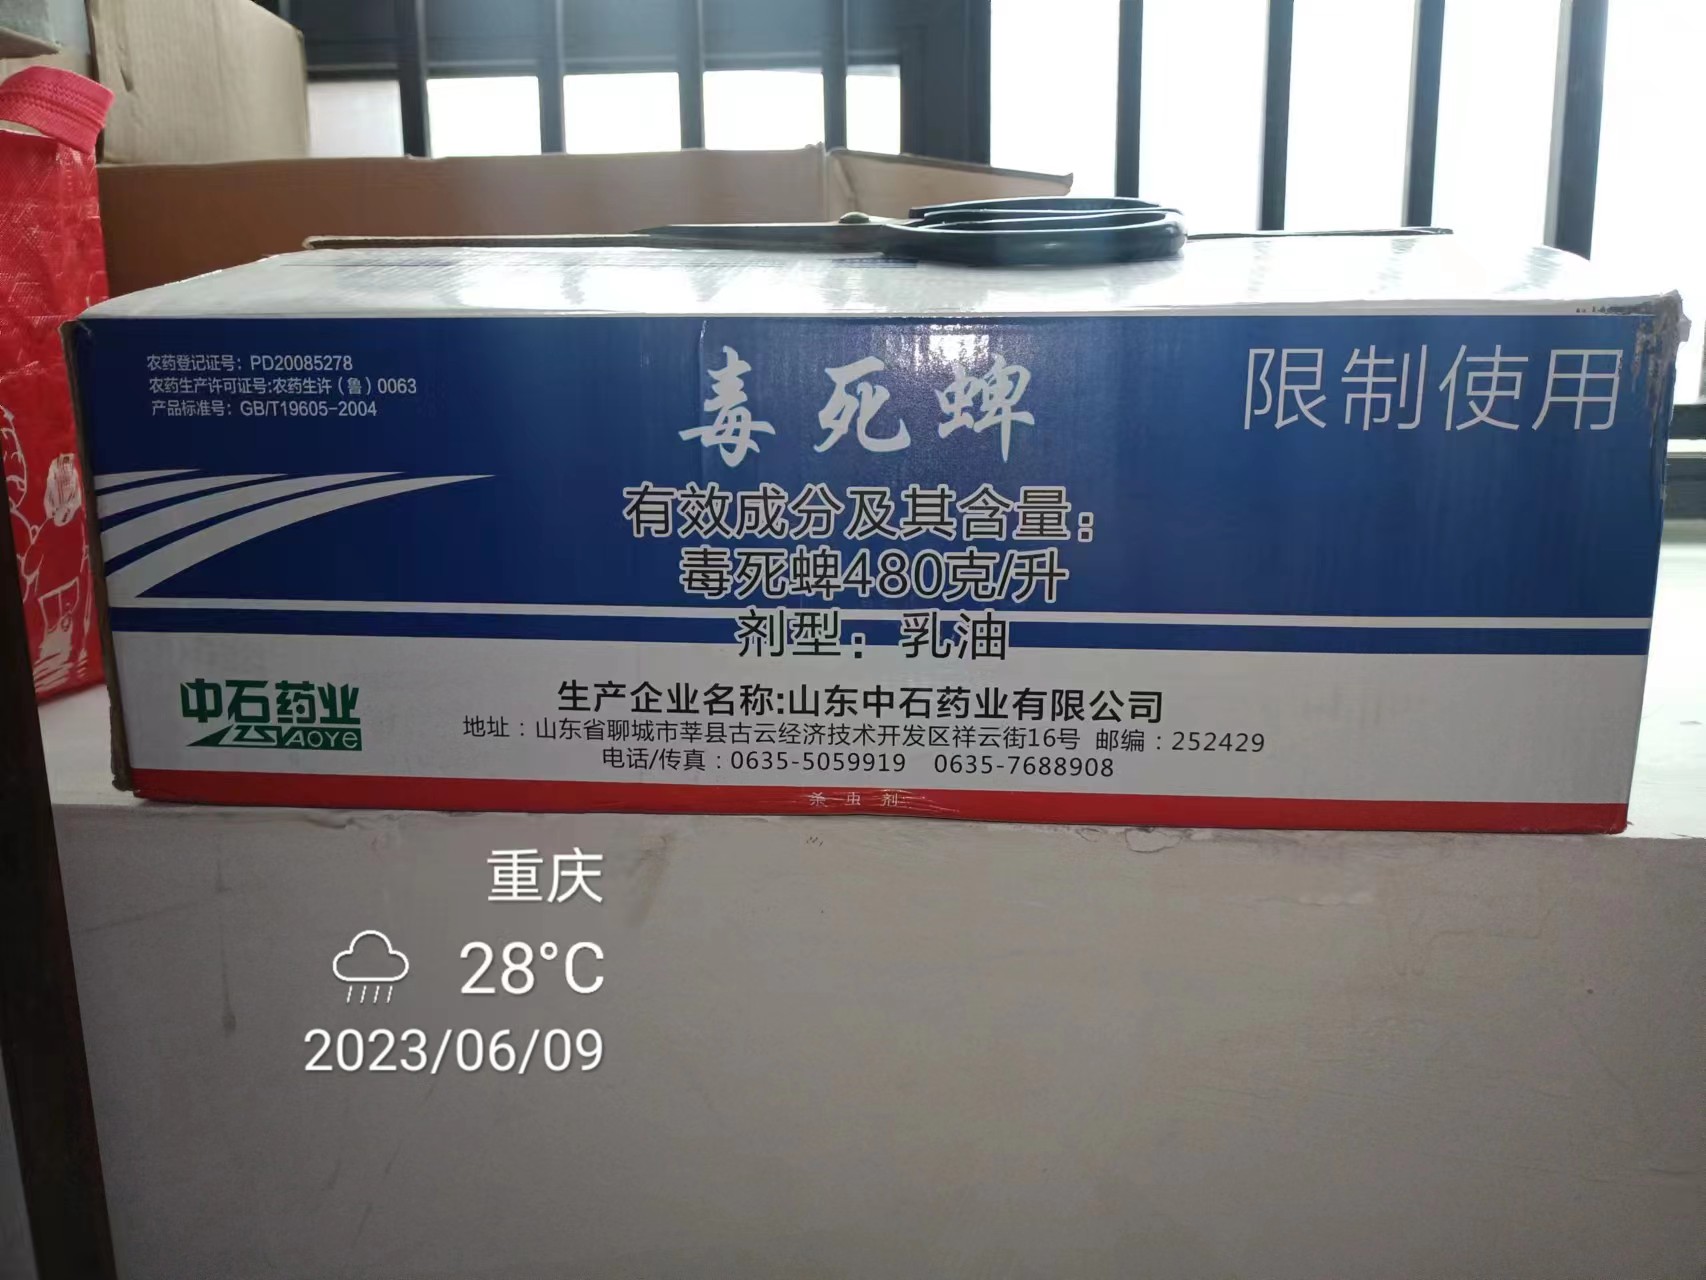 农药登记证号：PD20085278
农药生产许可证号:农药生许（鲁）0063
产品标准号：GB/T19605-2004
毒死蜱
限制使用
有效成分及其含量：
毒死蜱480克/升
剂型：乳油
中石药业
YAOYE
生产企业名称:山东中石药业有限公司
地址：山东省聊城市莘县古云经济技术开发区祥云街16号 邮编：252429
电话/传真：0635-5059919 0635-7688908
杀虫剂
重庆
28°C
2023/06/09